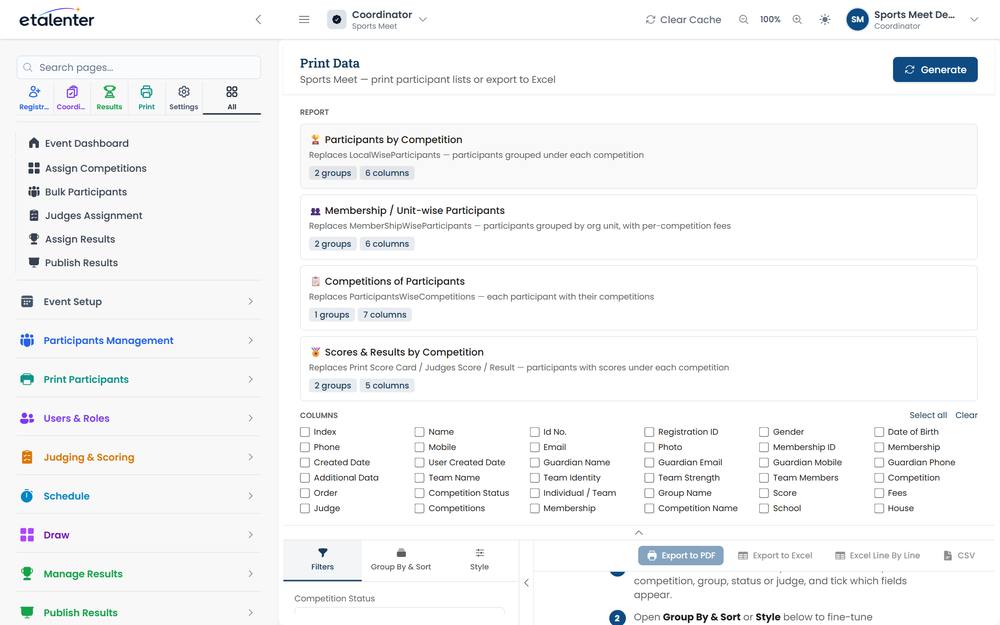 etalenter
Coordinator
Sports Meet
Clear Cache
100%
SM
Sports Meet De...
Coordinator
Search pages...
Registr...
Coordi...
Results
Print
Settings
All
Event Dashboard
Assign Competitions
Bulk Participants
Judges Assignment
Assign Results
Publish Results
Event Setup
Participants Management
Print Participants
Users & Roles
Judging & Scoring
Schedule
Draw
Manage Results
Publish Results
Print Data
Sports Meet — print participant lists or export to Excel
Generate
REPORT
Participants by Competition
Replaces LocalWiseParticipants — participants grouped under each competition
2 groups 6 columns
Membership / Unit-wise Participants
Replaces MemberShipWiseParticipants — participants grouped by org unit, with per-competition fees
2 groups 6 columns
Competitions of Participants
Replaces ParticipantsWiseCompetitions — each participant with their competitions
1 groups 7 columns
Scores & Results by Competition
Replaces Print Score Card / Judges Score / Result — participants with scores under each competition
2 groups 5 columns
COLUMNS Select all Clear
Index Name Id No. Registration ID Gender Date of Birth
Phone Mobile Email Photo Membership ID Membership
Created Date User Created Date Guardian Name Guardian Email Guardian Mobile Guardian Phone
Additional Data Team Name Team Identity Team Strength Team Members Competition
Order Competition Status Individual / Team Group Name Score Fees
Judge Competitions Membership Competition Name School House
Filters
Group By & Sort
Style
Competition Status
Export to PDF
Export to Excel
Excel Line By Line
CSV
competition, group, status or judge, and tick which fields
appear.
2 Open Group By & Sort or Style below to fine-tune